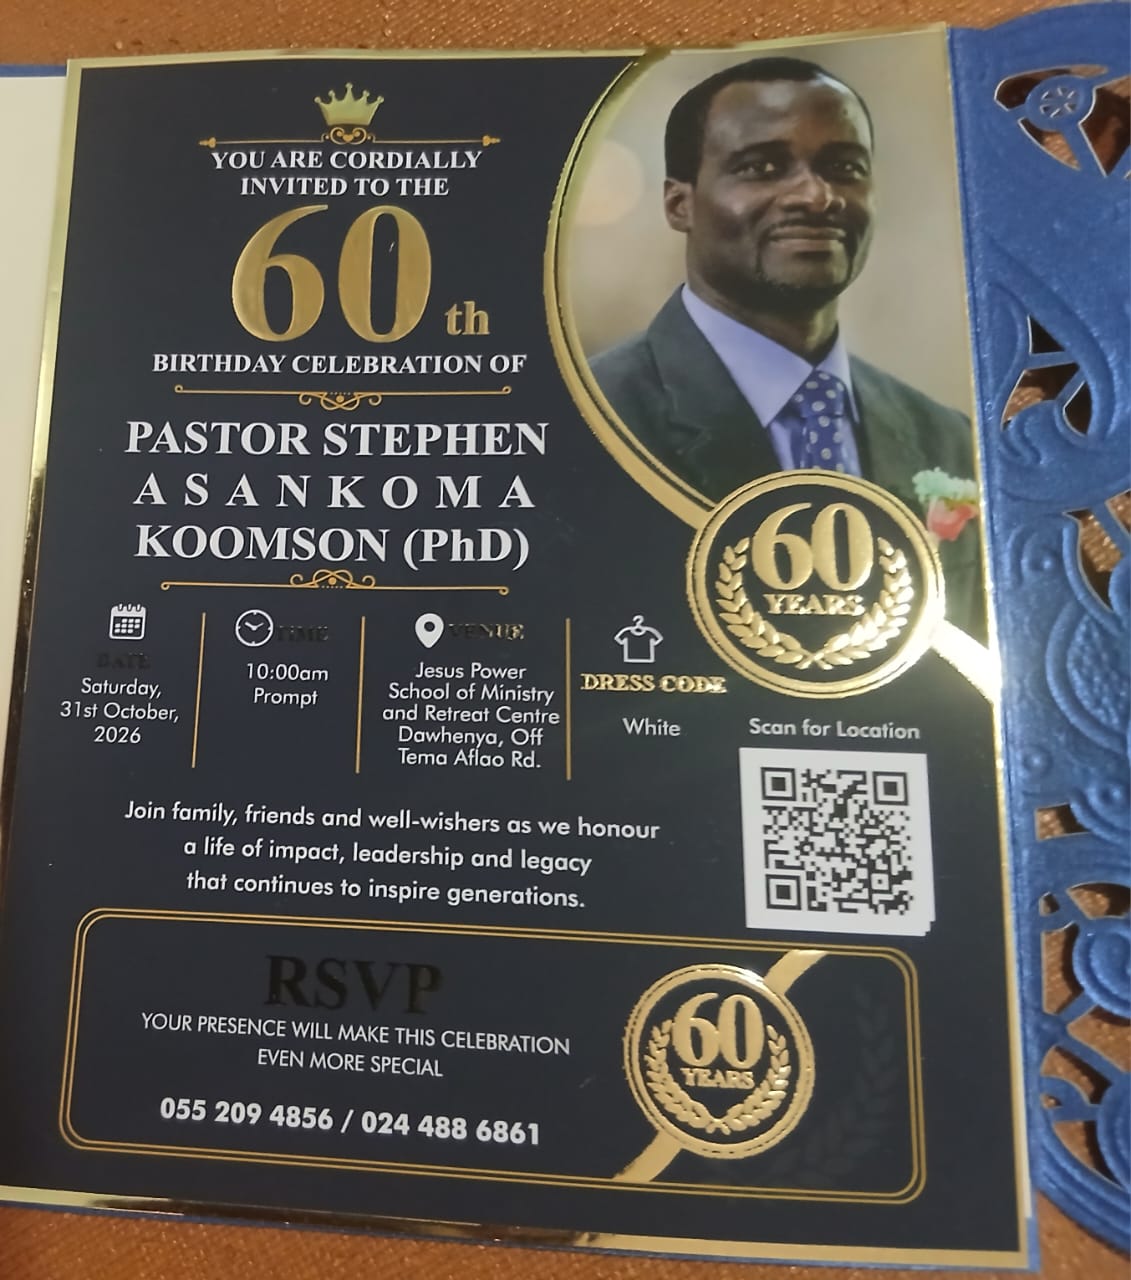 YOU ARE CORDIALLY
INVITED TO THE
60th
BIRTHDAY CELEBRATION OF
PASTOR STEPHEN
ASANKOMA
KOOMSON (PhD)
60
YEARS
DATE
Saturday,
31st October,
2026
TIME
10:00am
Prompt
VENUE
Jesus Power
School of Ministry
and Retreat Centre
Dawhenya, Off
Tema Aflao Rd.
DRESS CODE
White
Scan for Location
Join family, friends and well-wishers as we honour
a life of impact, leadership and legacy
that continues to inspire generations.
RSVP
YOUR PRESENCE WILL MAKE THIS CELEBRATION
EVEN MORE SPECIAL
055 209 4856 / 024 488 6861
60
YEARS